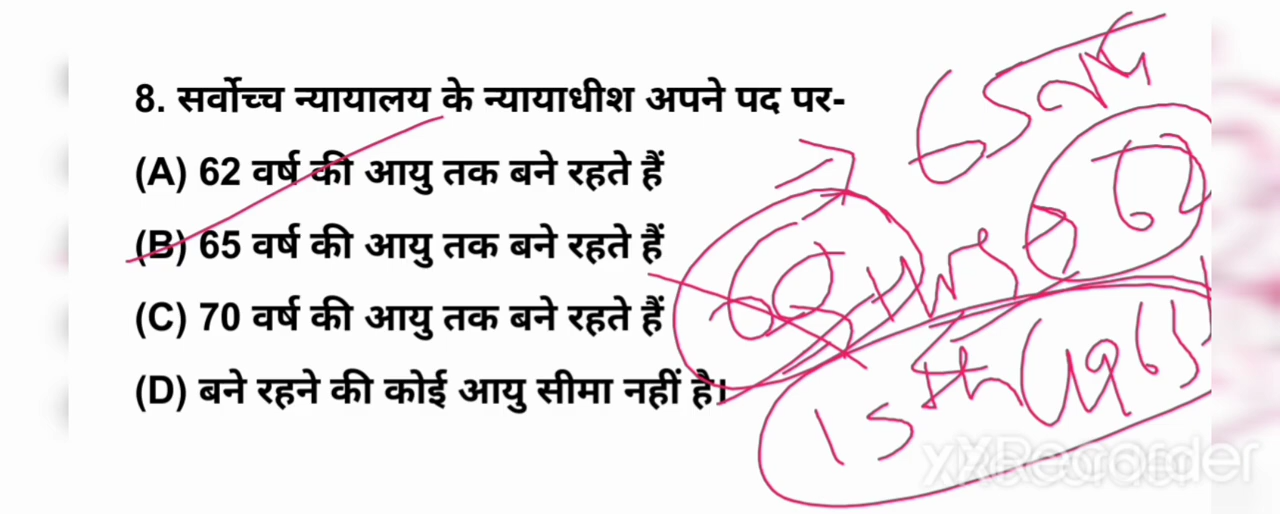 8. सर्वोच्च न्यायालय के न्यायाधीश अपने पद पर-
(A) 62 वर्ष की आयु तक बने रहते हैं
(B) 65 वर्ष की आयु तक बने रहते हैं
(C) 70 वर्ष की आयु तक बने रहते हैं
(D) बने रहने की कोई आयु सीमा नहीं है।
65 वर्ष
62
15th (1963)
XRecorder